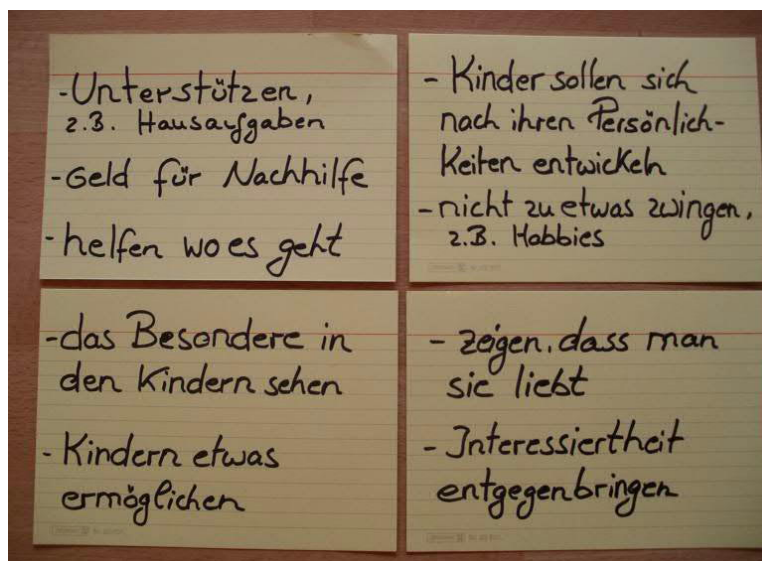 -Unterstützen,
z.B. Hausaufgaben
-Geld für Nachhilfe
-helfen wo es geht
- Kinder sollen sich
nach ihren Persönlich-
keiten entwickeln
- nicht zu etwas zwingen,
z.B. Hobbies
-das Besondere in
den Kindern sehen
- Kindern etwas
ermöglichen
- zeigen, dass man
sie liebt
- Interessiertheit
entgegenbringen